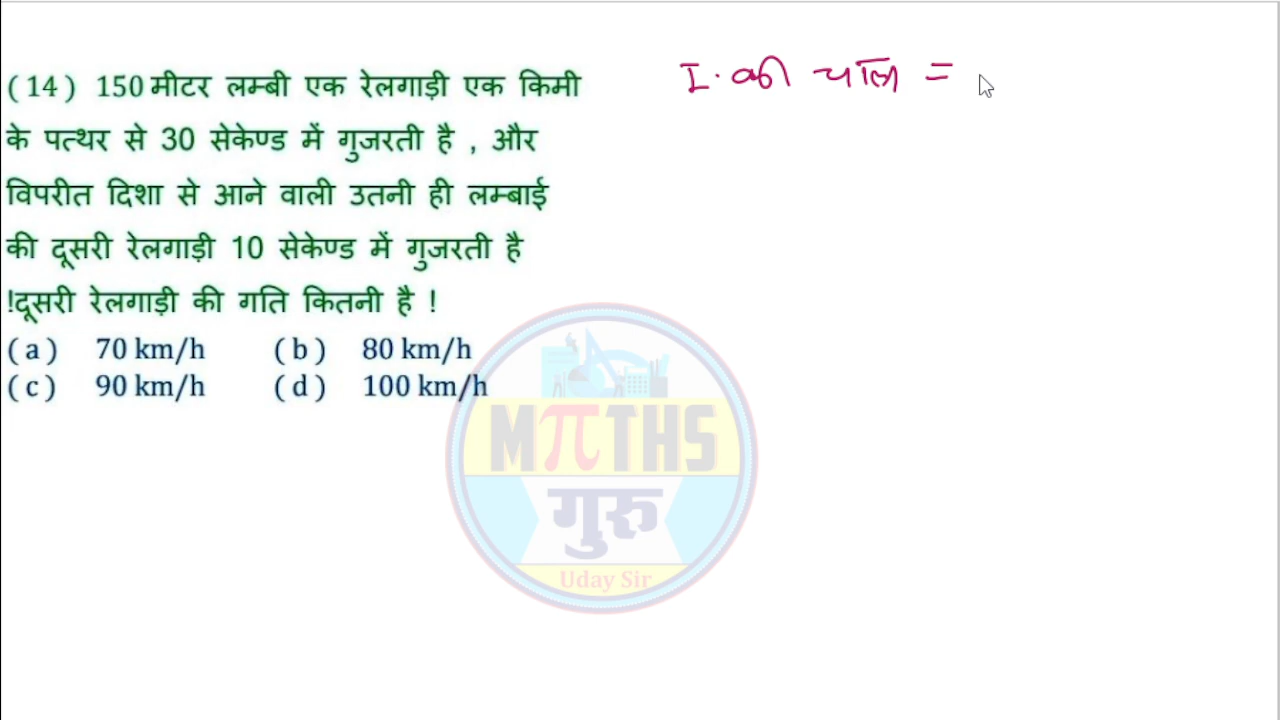 (14) 150 मीटर लम्बी एक रेलगाड़ी एक किमी
के पत्थर से 30 सेकेण्ड में गुजरती है , और
विपरीत दिशा से आने वाली उतनी ही लम्बाई
की दूसरी रेलगाड़ी 10 सेकेण्ड में गुजरती है
!दूसरी रेलगाड़ी की गति कितनी है !
(a) 70 km/h (b) 80 km/h
(c) 90 km/h (d) 100 km/h
I. की चाल =
MπTHS
गुरू
Uday Sir